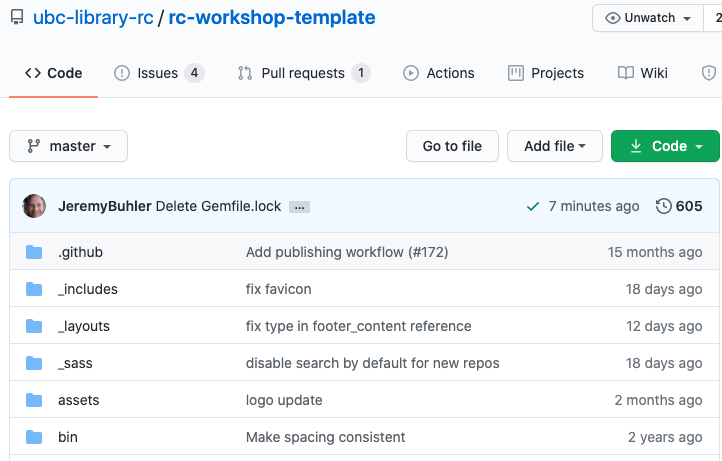 ubc-library-rc / rc-workshop-template Unwatch 2
Code Issues 4 Pull requests 1 Actions Projects Wiki
master Go to file Add file Code
JeremyBuhler Delete Gemfile.lock ... 7 minutes ago 605
.github Add publishing workflow (#172) 15 months ago
_includes fix favicon 18 days ago
_layouts fix type in footer_content reference 12 days ago
_sass disable search by default for new repos 18 days ago
assets logo update 2 months ago
bin Make spacing consistent 2 years ago